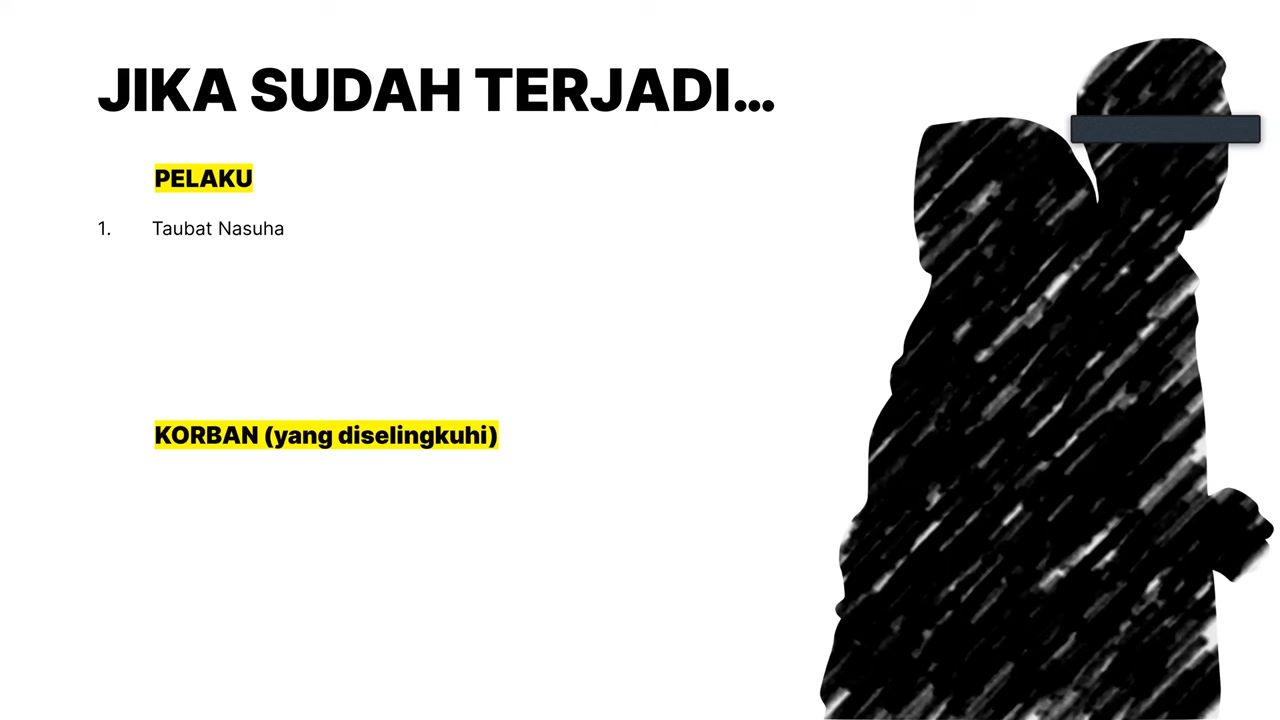 JIKA SUDAH TERJADI...
PELAKU
1. Taubat Nasuha
KORBAN (yang diselingkuhi)